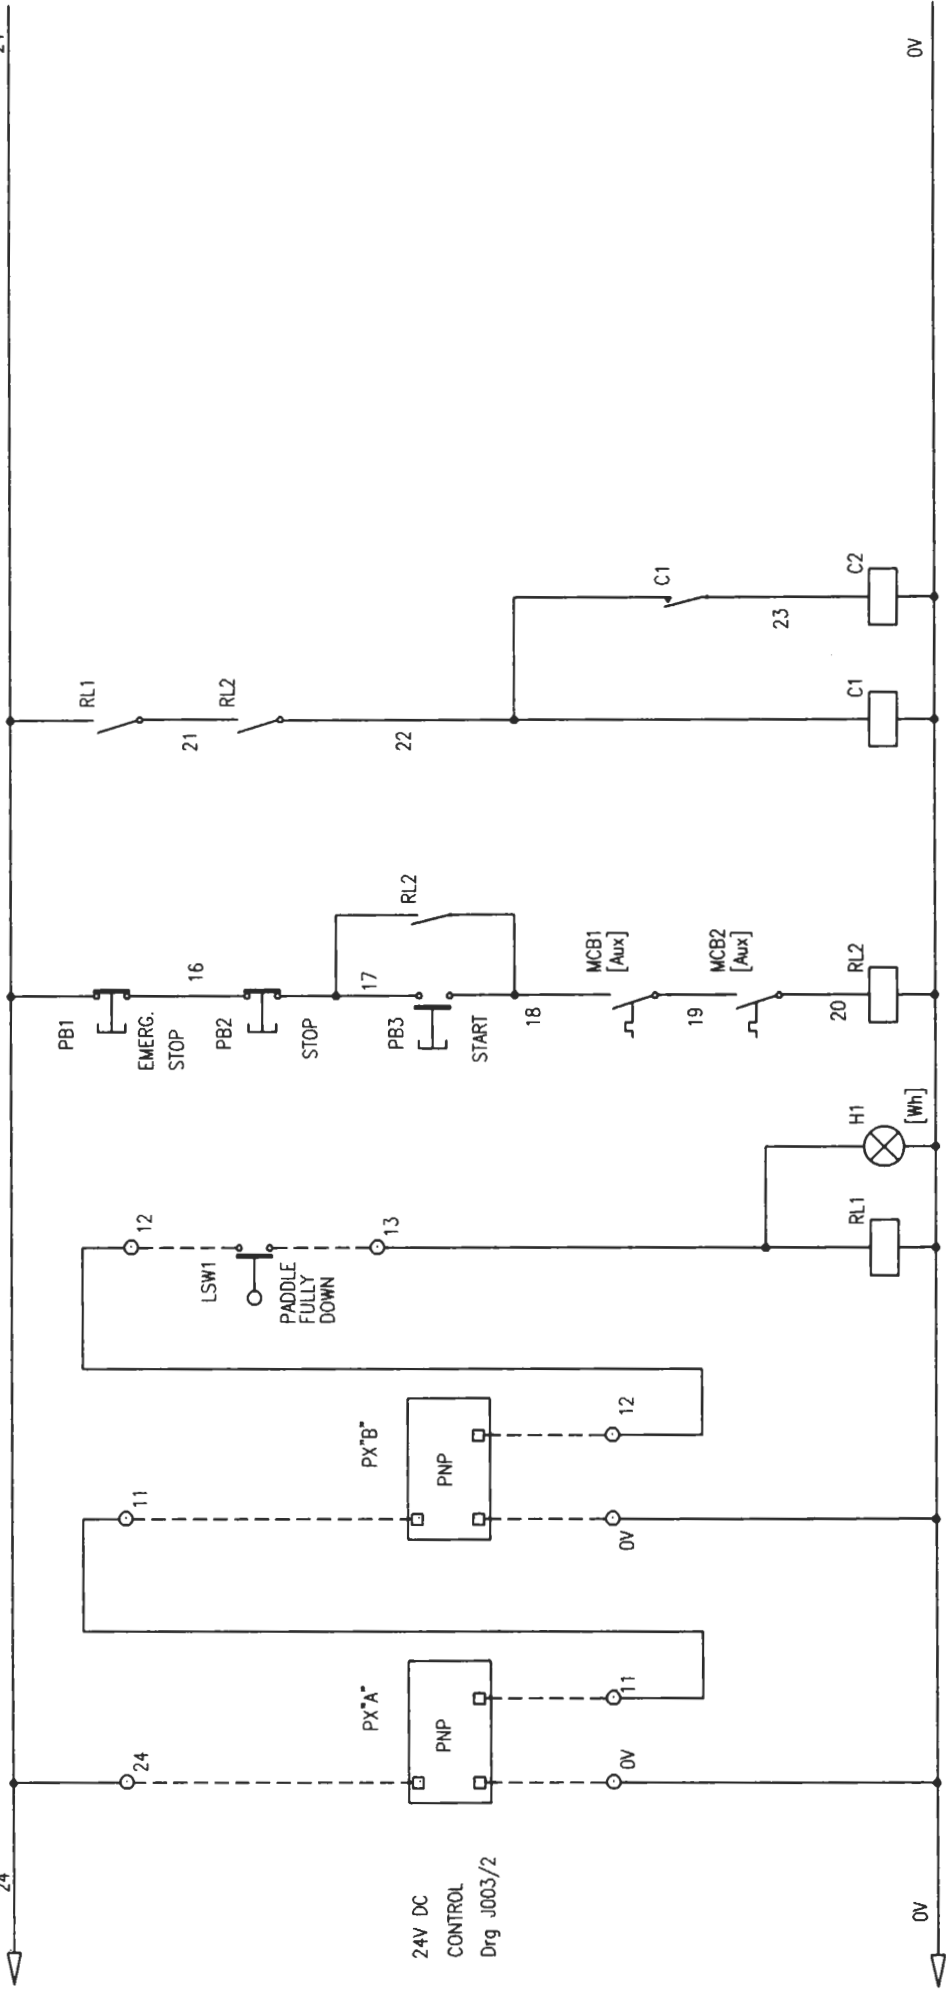 24
24V DC
CONTROL
Drg J003/2
0V
24
PX"A"
PNP
0V
11
11
PX"B"
PNP
0V
12
12
LSW1
PADDLE
FULLY
DOWN
13
RL1
H1
[Wh]
PB1
EMERG.
STOP
16
PB2
STOP
17
PB3
START
RL2
18
MCB1
[Aux]
19
MCB2
[Aux]
20
RL2
RL1
21
RL2
22
C1
C1
23
C2
0V